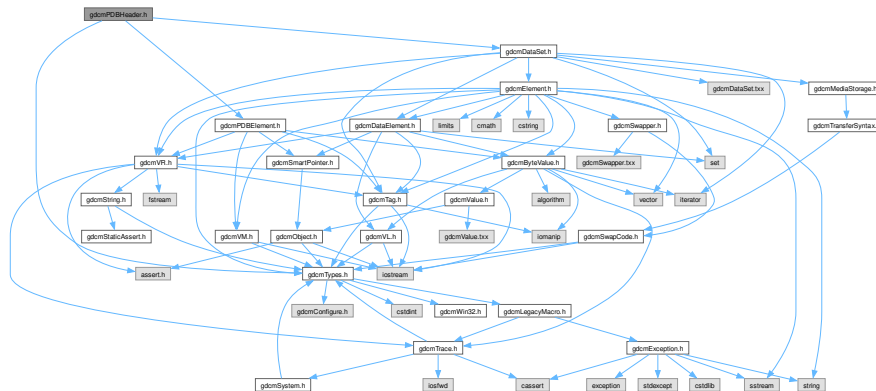 gdcmPDBHeader.h
gdcmDataSet.h
gdcmElement.h
gdcmDataSet.txx
gdcmMediaStorage.h
gdcmPDBElement.h
gdcmDataElement.h
limits
cmath
cstring
gdcmSwapper.h
gdcmTransferSyntax.h
gdcmVR.h
gdcmSmartPointer.h
gdcmByteValue.h
gdcmSwapper.txx
set
gdcmString.h
fstream
gdcmTag.h
gdcmValue.h
algorithm
vector
iterator
gdcmStaticAssert.h
gdcmVM.h
gdcmObject.h
gdcmVL.h
gdcmValue.txx
iomanip
gdcmSwapCode.h
assert.h
gdcmTypes.h
iostream
gdcmConfigure.h
cstdint
gdcmWin32.h
gdcmLegacyMacro.h
gdcmTrace.h
gdcmException.h
gdcmSystem.h
iosfwd
cassert
exception
stdexcept
cstdlib
sstream
string